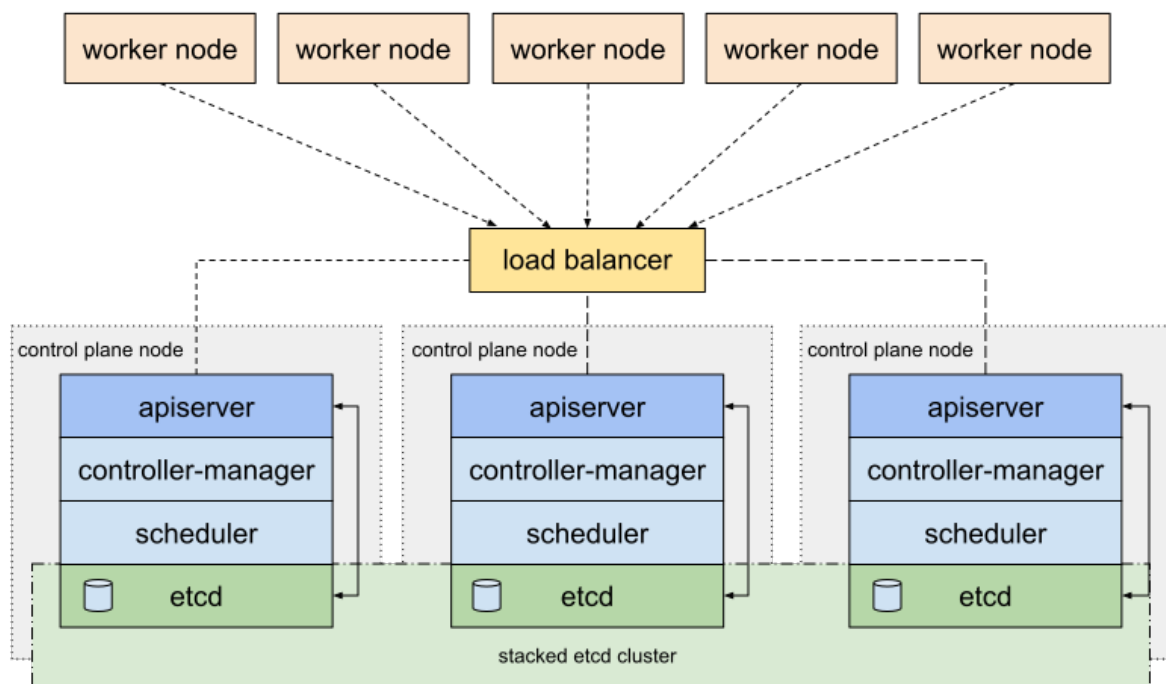 worker node
worker node
worker node
worker node
worker node
load balancer
control plane node
control plane node
control plane node
apiserver
apiserver
apiserver
controller-manager
controller-manager
controller-manager
scheduler
scheduler
scheduler
etcd
etcd
etcd
stacked etcd cluster